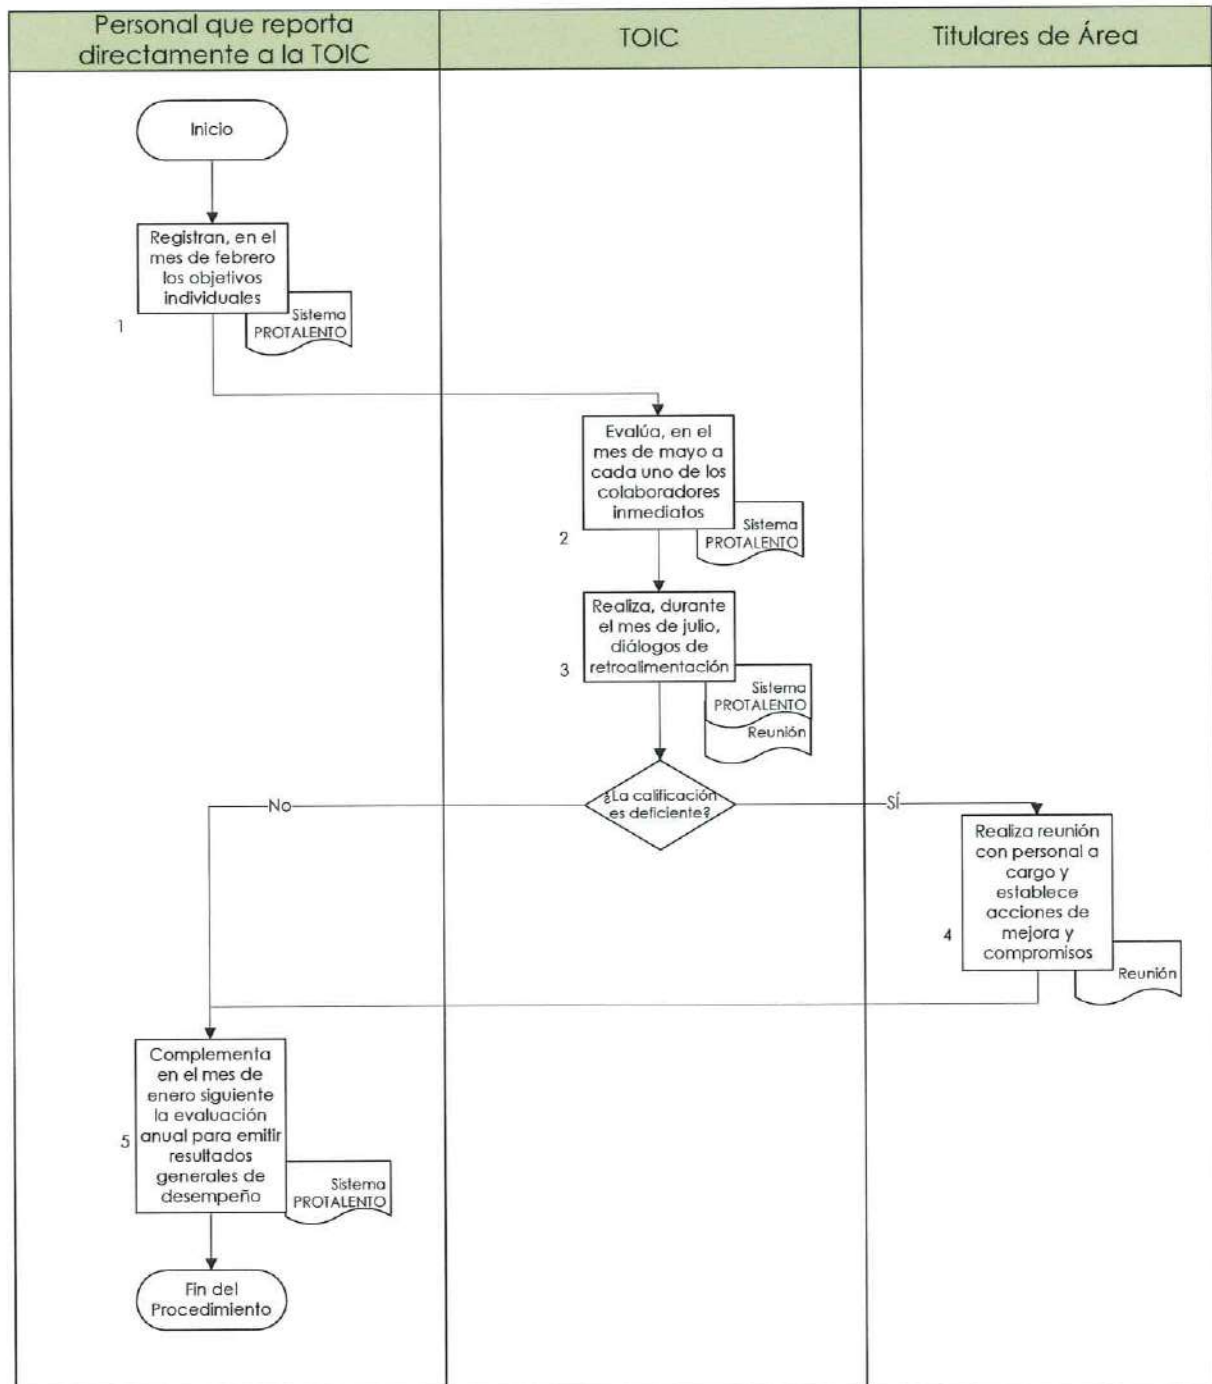 Personal que reporta
directamente a la TOIC
TOIC
Titulares de Área
Inicio
Registran, en el
mes de febrero
los objetivos
individuales
Sistema
PROTALENTO
1
Evalúa, en el
mes de mayo a
cada uno de los
colaboradores
inmediatos
Sistema
PROTALENTO
2
Realiza, durante
el mes de julio,
diálogos de
retroalimentación
3
Sistema
PROTALENTO
Reunión
¿La calificación
es deficiente?
No
SÍ
Realiza reunión
con personal a
cargo y
establece
acciones de
mejora y
compromisos
4
Reunión
Complementa
en el mes de
enero siguiente
la evaluación
anual para emitir
resultados
generales de
desempeño
5
Sistema
PROTALENTO
Fin del
Procedimiento